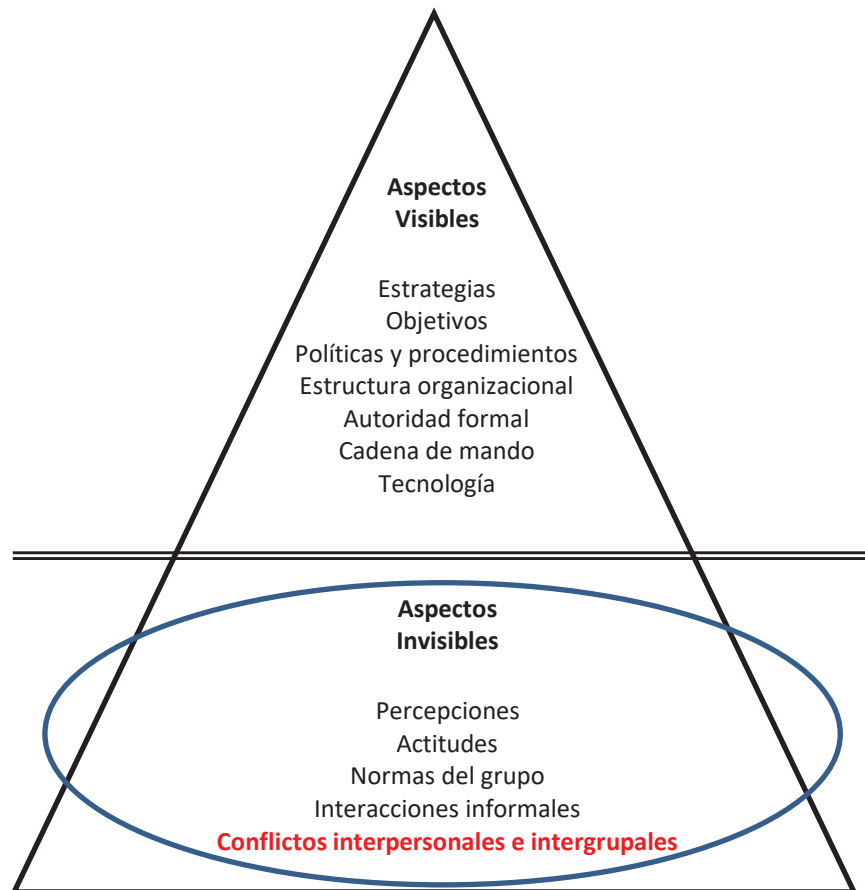 Aspectos
Visibles
Estrategias
Objetivos
Políticas y procedimientos
Estructura organizacional
Autoridad formal
Cadena de mando
Tecnología
Aspectos
Invisibles
Percepciones
Actitudes
Normas del grupo
Interacciones informales
Conflictos interpersonales e intergrupales